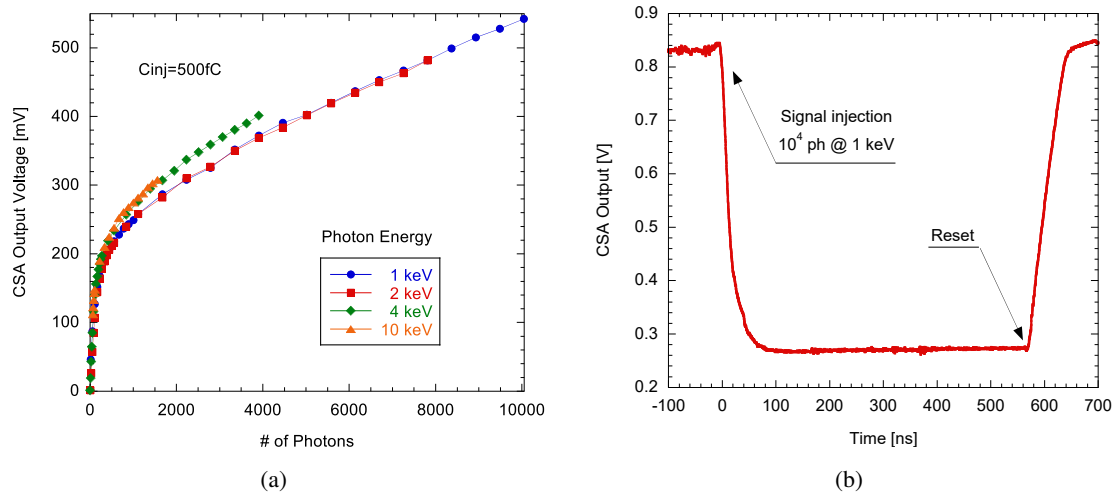 CSA Output Voltage [mV]
500
400
300
200
100
0
Cinj=500fC
Photon Energy
1 keV
2 keV
4 keV
10 keV
0 2000 4000 6000 8000 10000
# of Photons
(a)
CSA Output [V]
0.9
0.8
0.7
0.6
0.5
0.4
0.3
0.2
Signal injection
10⁴ ph @ 1 keV
Reset
-100 0 100 200 300 400 500 600 700
Time [ns]
(b)